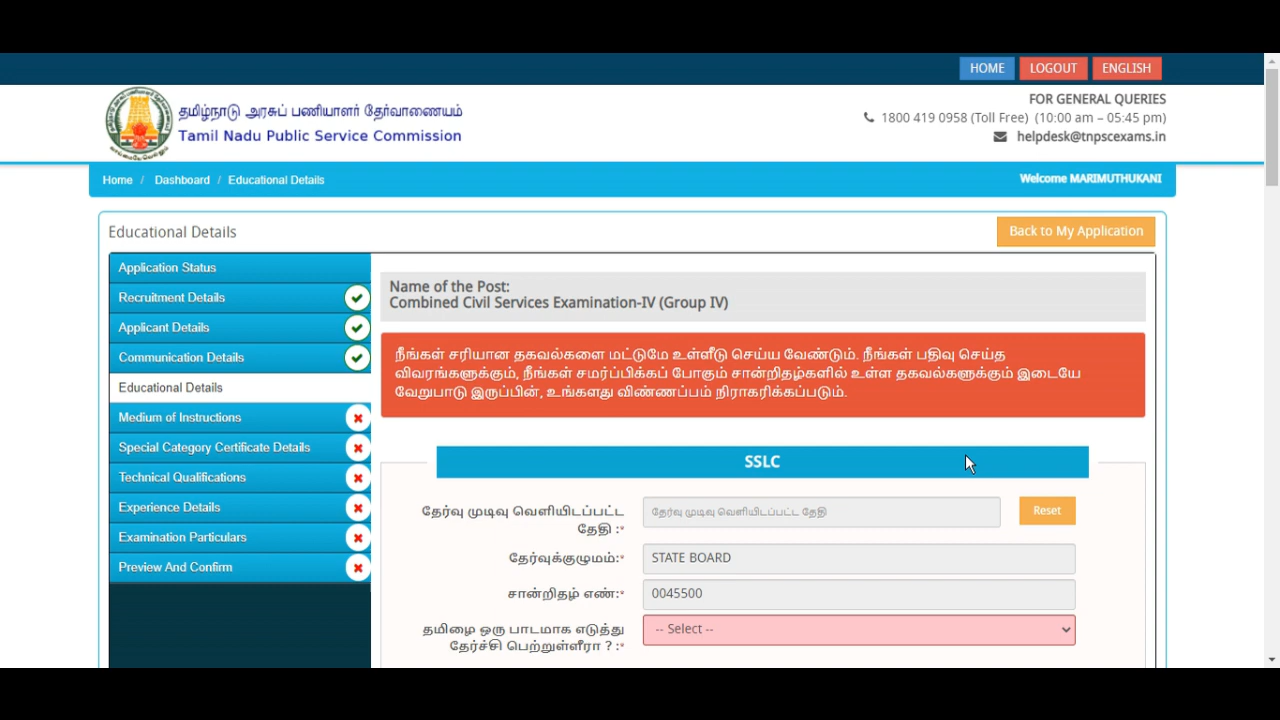 HOME LOGOUT ENGLISH
தமிழ்நாடு அரசுப் பணியாளர் தேர்வாணையம்
Tamil Nadu Public Service Commission
FOR GENERAL QUERIES
1800 419 0958 (Toll Free) (10:00 am – 05:45 pm)
helpdesk@tnpscexams.in
Home / Dashboard / Educational Details
Welcome MARIMUTHUKANI
Educational Details
Back to My Application
Application Status
Recruitment Details
Applicant Details
Communication Details
Educational Details
Medium of Instructions
Special Category Certificate Details
Technical Qualifications
Experience Details
Examination Particulars
Preview And Confirm
Name of the Post:
Combined Civil Services Examination-IV (Group IV)
நீங்கள் சரியான தகவல்களை மட்டுமே உள்ளீடு செய்ய வேண்டும். நீங்கள் பதிவு செய்த
விவரங்களுக்கும், நீங்கள் சமர்ப்பிக்கப் போகும் சான்றிதழ்களில் உள்ள தகவல்களுக்கும் இடையே
வேறுபாடு இருப்பின், உங்களது விண்ணப்பம் நிராகரிக்கப்படும்.
SSLC
தேர்வு முடிவு வெளியிடப்பட்ட
தேதி :*
தேர்வு முடிவு வெளியிடப்பட்ட தேதி
Reset
தேர்வுக்குழுமம்:*
STATE BOARD
சான்றிதழ் எண்:*
0045500
தமிழை ஒரு பாடமாக எடுத்து
தேர்ச்சி பெற்றுள்ளீரா ? :*
-- Select --